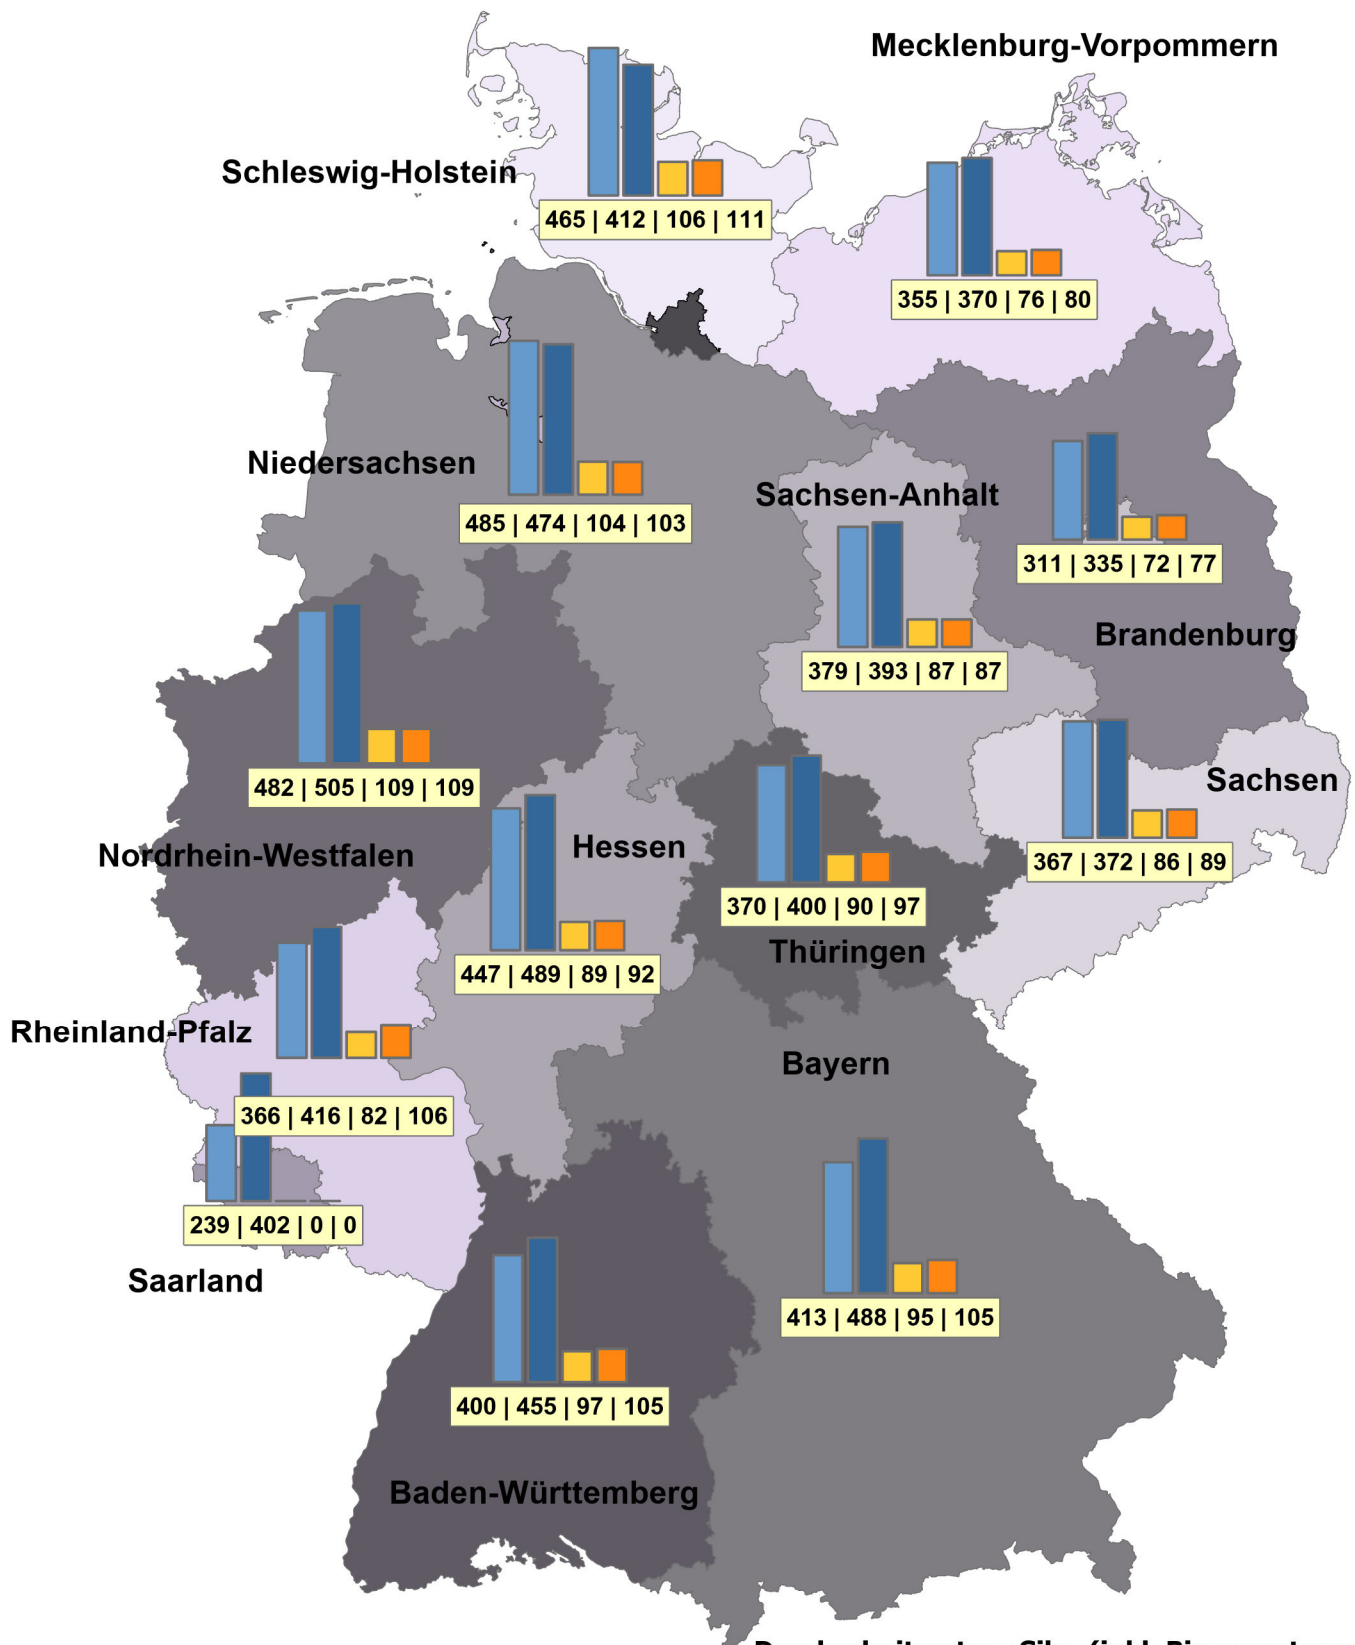 Mecklenburg-Vorpommern
Schleswig-Holstein
465 | 412 | 106 | 111
355 | 370 | 76 | 80
Niedersachsen
485 | 474 | 104 | 103
Sachsen-Anhalt
379 | 393 | 87 | 87
311 | 335 | 72 | 77
Brandenburg
482 | 505 | 109 | 109
Nordrhein-Westfalen
Hessen
447 | 489 | 89 | 92
370 | 400 | 90 | 97
Thüringen
Sachsen
367 | 372 | 86 | 89
Rheinland-Pfalz
366 | 416 | 82 | 106
239 | 402 | 0 | 0
Saarland
Bayern
413 | 488 | 95 | 105
400 | 455 | 97 | 105
Baden-Württemberg